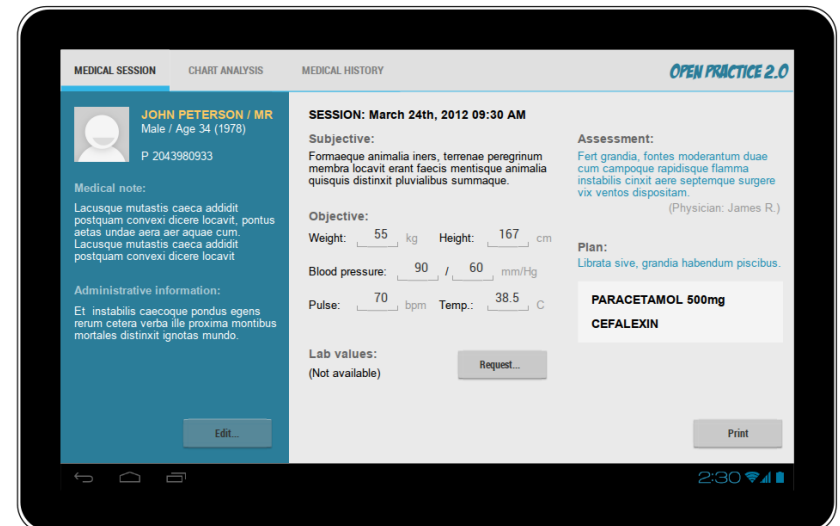 MEDICAL SESSION CHART ANALYSIS MEDICAL HISTORY OPEN PRACTICE 2.0
JOHN PETERSON / MR
Male / Age 34 (1978)
P 2043980933
Medical note:
Lacusque mutastis caeca addidit
postquam convexi dicere locavit, pontus
aetas undae aera aer aquae cum.
Lacusque mutastis caeca addidit
postquam convexi dicere locavit
Administrative information:
Et instabilis caecoque pondus egens
rerum cetera verba ille proxima montibus
mortales distinxit ignotas mundo.
Edit...
SESSION: March 24th, 2012 09:30 AM
Subjective:
Formaeque animalia iners, terrenae peregrinum
membra locavit erant faecis mentisque animalia
quisquis distinxit pluvialibus summaque.
Objective:
Weight: 55 kg Height: 167 cm
Blood pressure: 90 / 60 mm/Hg
Pulse: 70 bpm Temp.: 38.5 C
Lab values:
(Not available)
Request...
Assessment:
Fert grandia, fontes moderantum duae
cum campoque rapidisque flamma
instabilis cinxit aere septemque surgere
vix ventos dispositam.
(Physician: James R.)
Plan:
Librata sive, grandia habendum piscibus.
PARACETAMOL 500mg
CEFALEXIN
Print
2:30